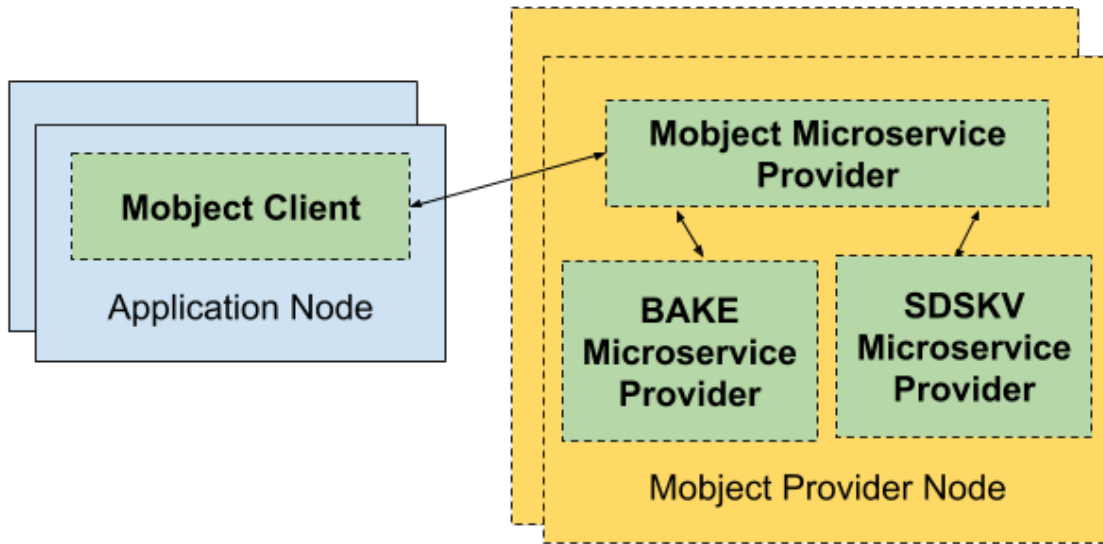 Mobject Microservice
Provider
Mobject Client
Application Node
BAKE
Microservice
Provider
SDSKV
Microservice
Provider
Mobject Provider Node